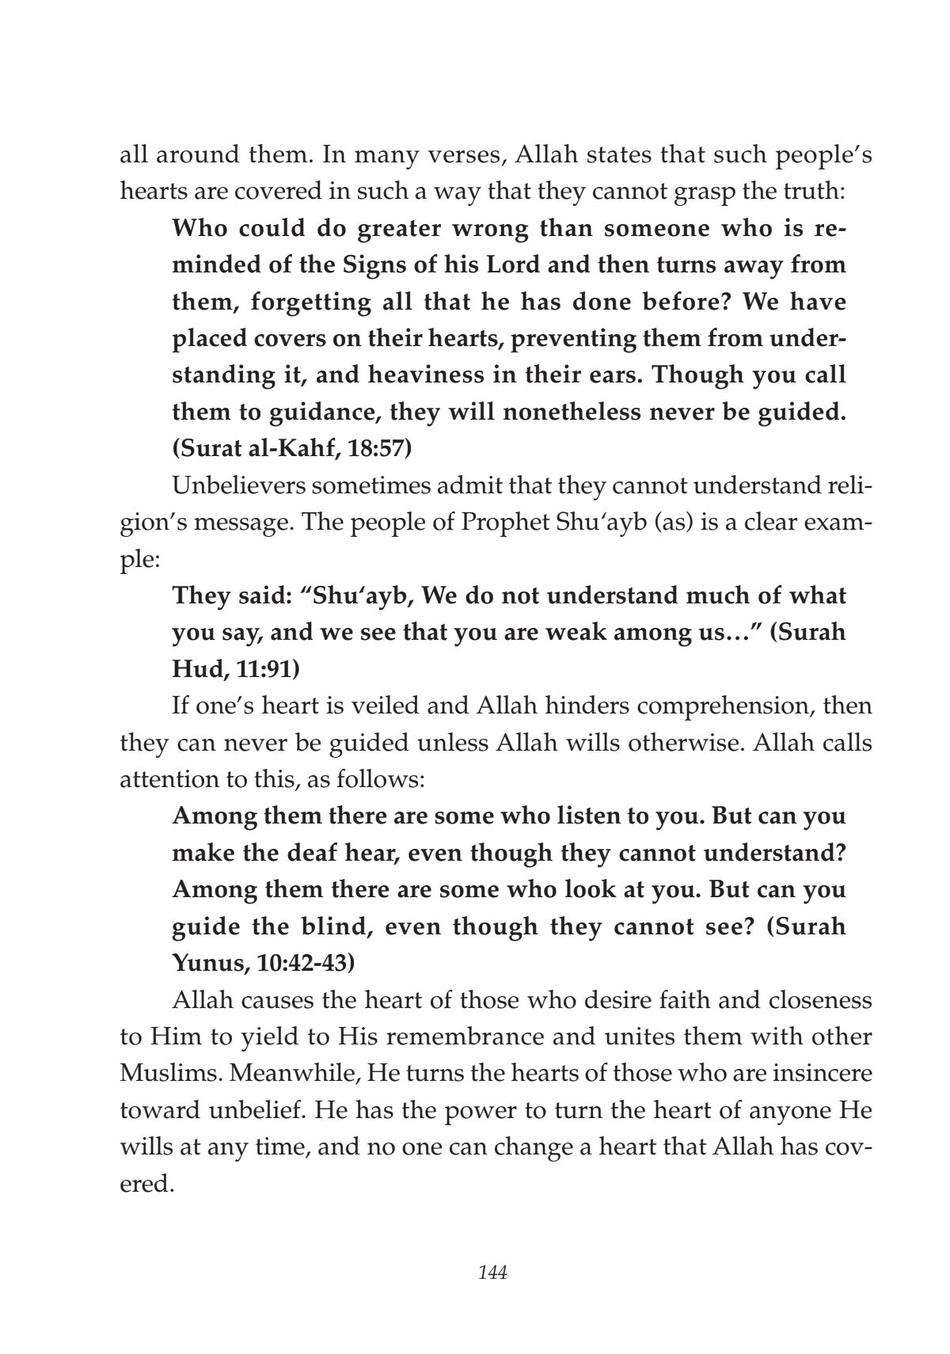 all around them. In many verses, Allah states that such people’s
hearts are covered in such a way that they cannot grasp the truth:
Who could do greater wrong than someone who is re-
minded of the Signs of his Lord and then turns away from
them, forgetting all that he has done before? We have
placed covers on their hearts, preventing them from under-
standing it, and heaviness in their ears. Though you call
them to guidance, they will nonetheless never be guided.
(Surat al-Kahf, 18:57)
Unbelievers sometimes admit that they cannot understand reli-
gion’s message. The people of Prophet Shu‘ayb (as) is a clear exam-
ple:
They said: “Shu‘ayb, We do not understand much of what
you say, and we see that you are weak among us…” (Surah
Hud, 11:91)
If one’s heart is veiled and Allah hinders comprehension, then
they can never be guided unless Allah wills otherwise. Allah calls
attention to this, as follows:
Among them there are some who listen to you. But can you
make the deaf hear, even though they cannot understand?
Among them there are some who look at you. But can you
guide the blind, even though they cannot see? (Surah
Yunus, 10:42-43)
Allah causes the heart of those who desire faith and closeness
to Him to yield to His remembrance and unites them with other
Muslims. Meanwhile, He turns the hearts of those who are insincere
toward unbelief. He has the power to turn the heart of anyone He
wills at any time, and no one can change a heart that Allah has cov-
ered.
144